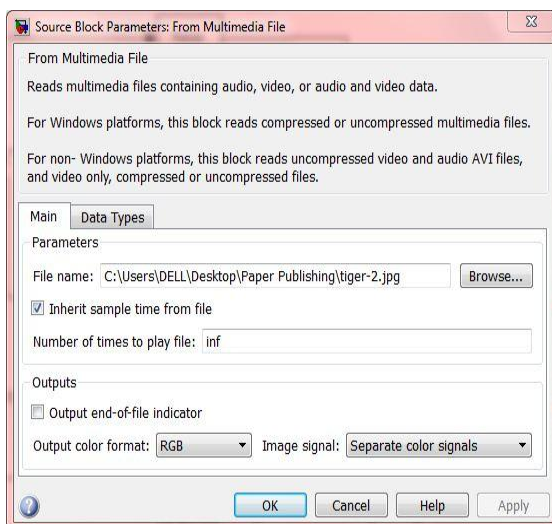 Source Block Parameters: From Multimedia File
From Multimedia File
Reads multimedia files containing audio, video, or audio and video data.
For Windows platforms, this block reads compressed or uncompressed multimedia files.
For non- Windows platforms, this block reads uncompressed video and audio AVI files,
and video only, compressed or uncompressed files.
Main Data Types
Parameters
File name: C:\Users\DELL\Desktop\Paper Publishing\tiger-2.jpg Browse...
Inherit sample time from file
Number of times to play file: inf
Outputs
Output end-of-file indicator
Output color format: RGB Image signal: Separate color signals
OK Cancel Help Apply